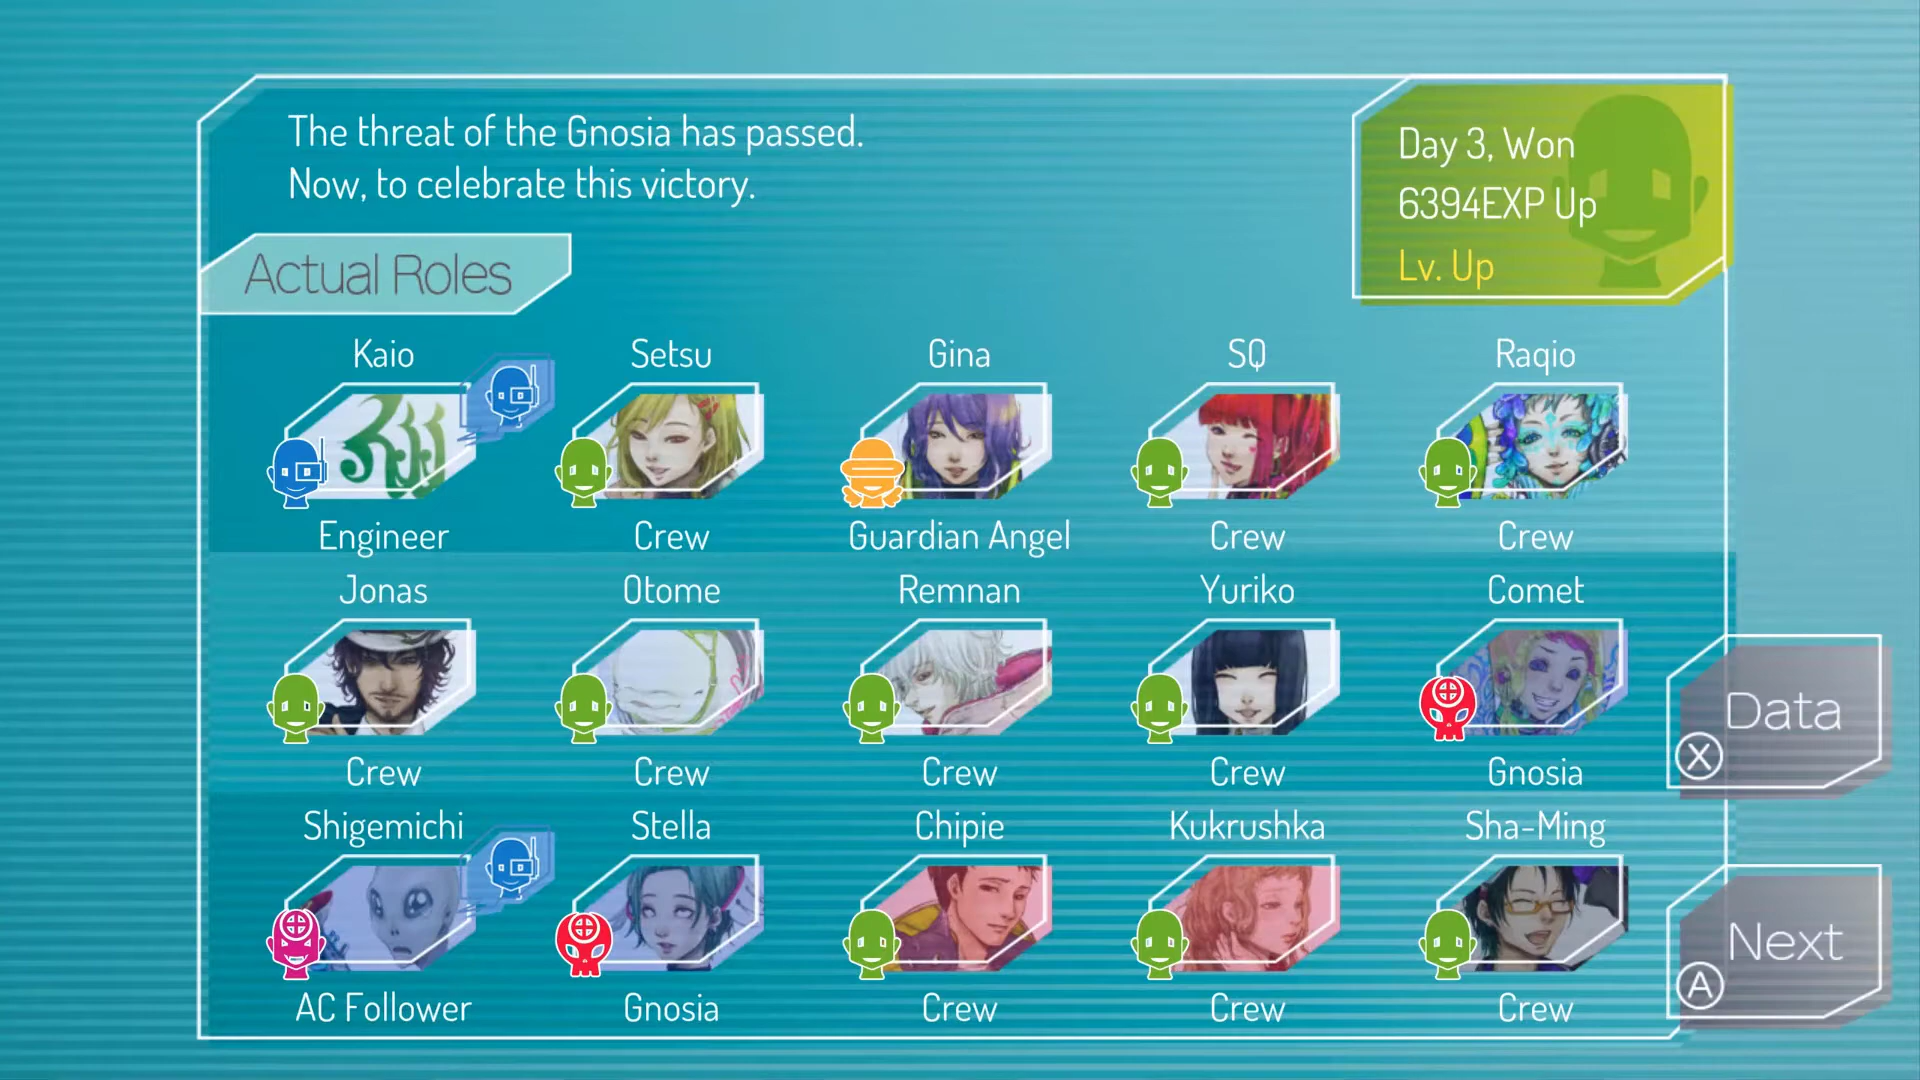 The threat of the Gnosia has passed.
Now, to celebrate this victory.
Day 3, Won
6394EXP Up
Lv. Up
Actual Roles
Kaio
Setsu
Gina
SQ
Raqio
Engineer
Crew
Guardian Angel
Crew
Crew
Jonas
Otome
Remnan
Yuriko
Comet
Crew
Crew
Crew
Crew
Gnosia
Data
X
Shigemichi
Stella
Chipie
Kukrushka
Sha-Ming
AC Follower
Gnosia
Crew
Crew
Crew
Next
A